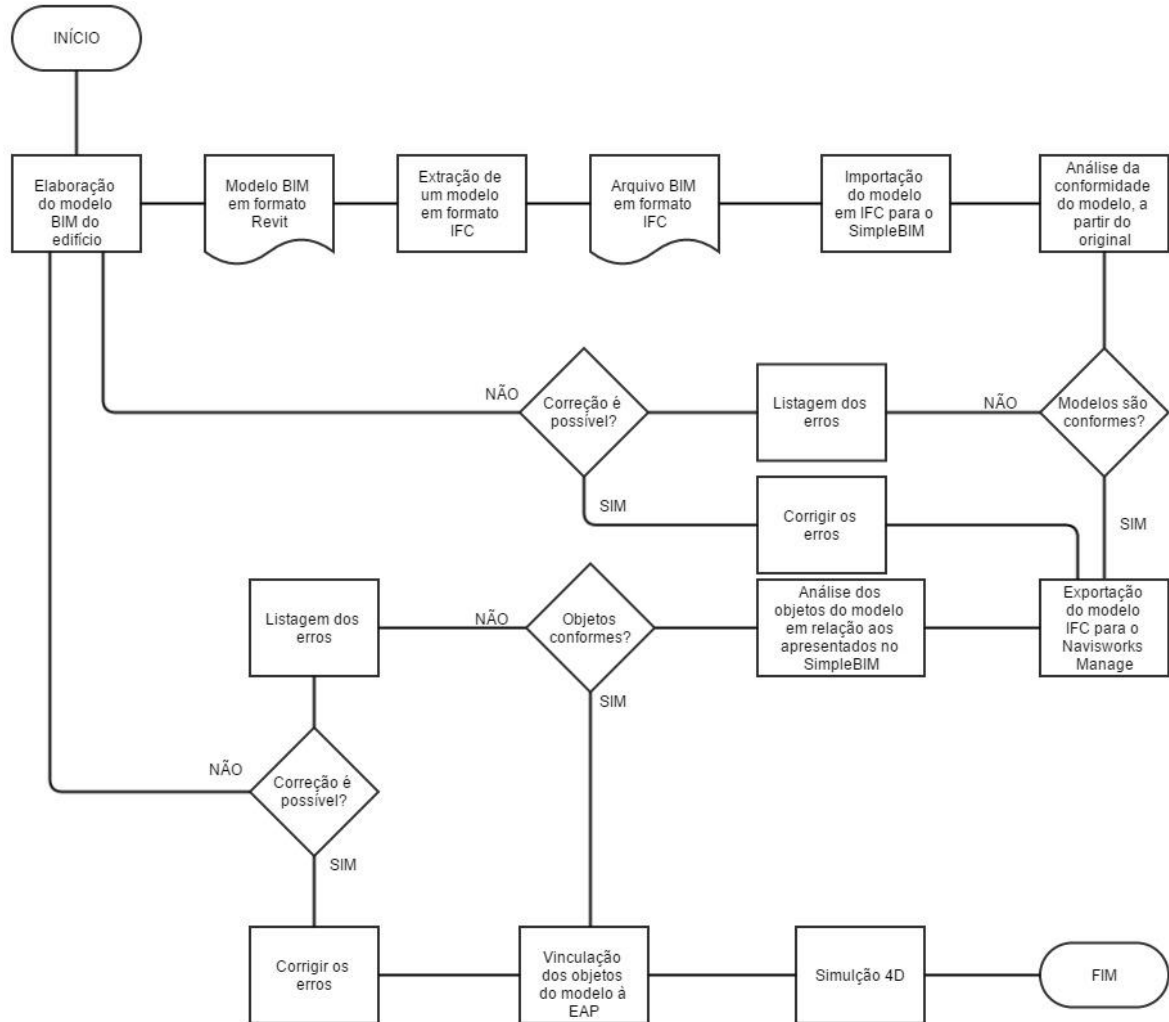 INÍCIO
Elaboração
do modelo
BIM do
edifício
Modelo BIM
em formato
Revit
Extração de
um modelo
em formato
IFC
Arquivo BIM
em formato
IFC
Importação
do modelo
em IFC para o
SimpleBIM
Análise da
conformidade
do modelo, a
partir do
original
NÃO
Correção é
possível?
Listagem dos
erros
NÃO
Modelos são
conformes?
SIM
Corrigir os
erros
SIM
Listagem dos
erros
NÃO
Objetos
conformes?
Análise dos
objetos do modelo
em relação aos
apresentados no
SimpleBIM
Exportação
do modelo
IFC para o
Navisworks
Manage
SIM
NÃO
Correção é
possível?
SIM
Corrigir os
erros
Vinculação
dos objetos
do modelo à
EAP
Simulção 4D
FIM